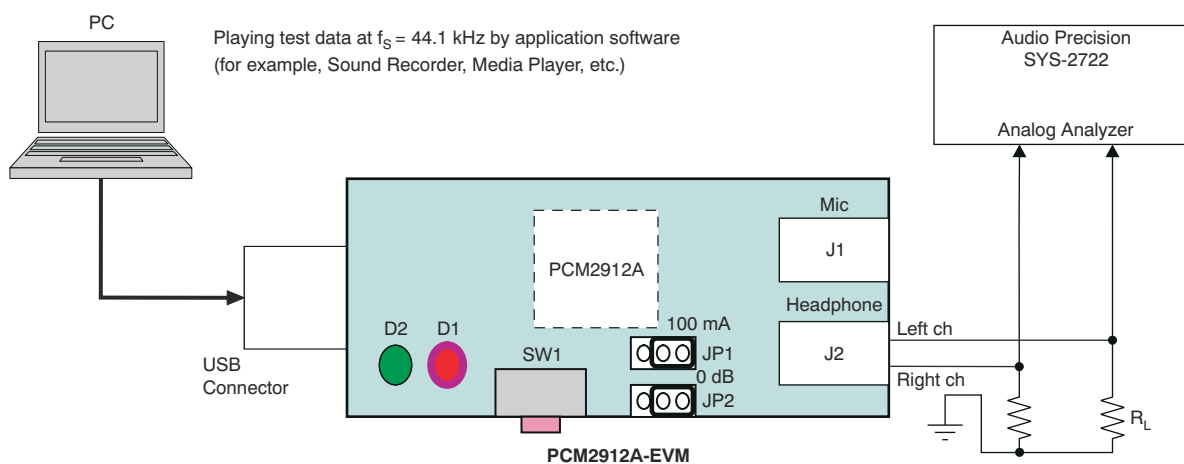 PC
Playing test data at fS = 44.1 kHz by application software
(for example, Sound Recorder, Media Player, etc.)
Audio Precision
SYS-2722
Analog Analyzer
Mic
J1
PCM2912A
Headphone
J2
Left ch
Right ch
100 mA
JP1
0 dB
JP2
D2
D1
SW1
USB
Connector
RL
PCM2912A-EVM